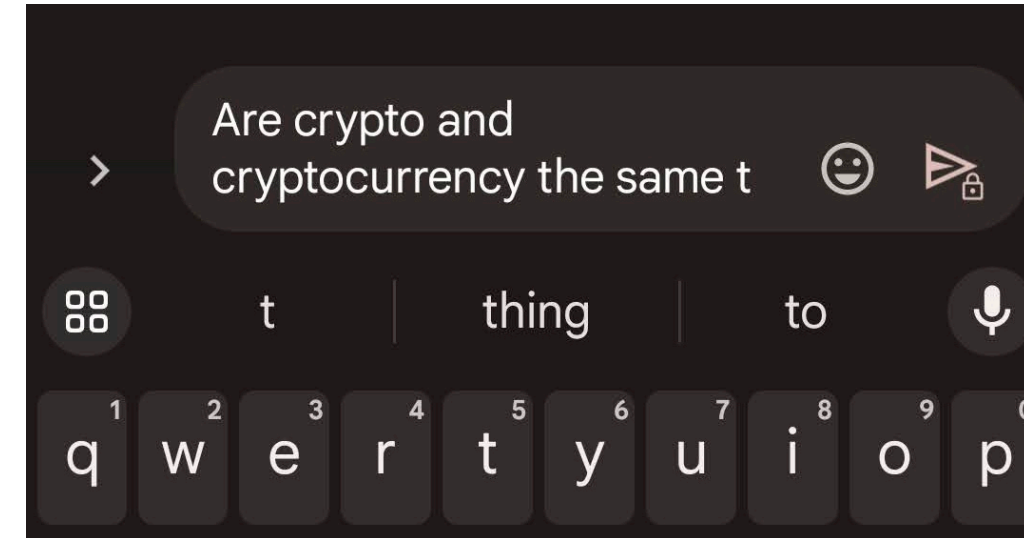 Are crypto and
cryptocurrency the same t
t thing to
1 2 3 4 5 6 7 8 9
q w e r t y u i o p